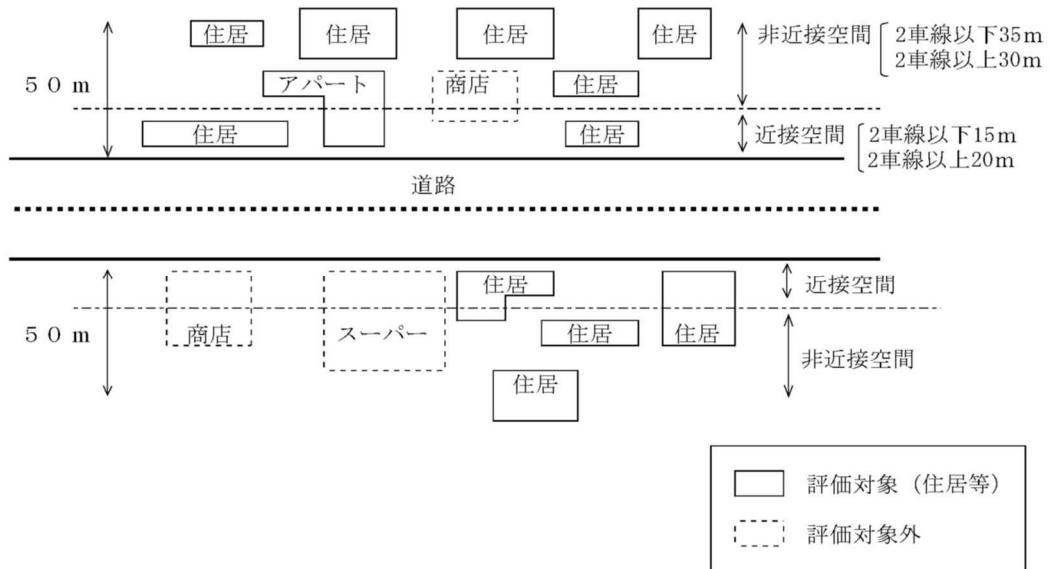 住居
住居
住居
住居
非近接空間
2車線以下35m
2車線以上30m
50m
アパート
商店
住居
住居
住居
近接空間
2車線以下15m
2車線以上20m
道路
住居
近接空間
50m
商店
スーパー
住居
住居
非近接空間
住居
評価対象（住居等）
評価対象外